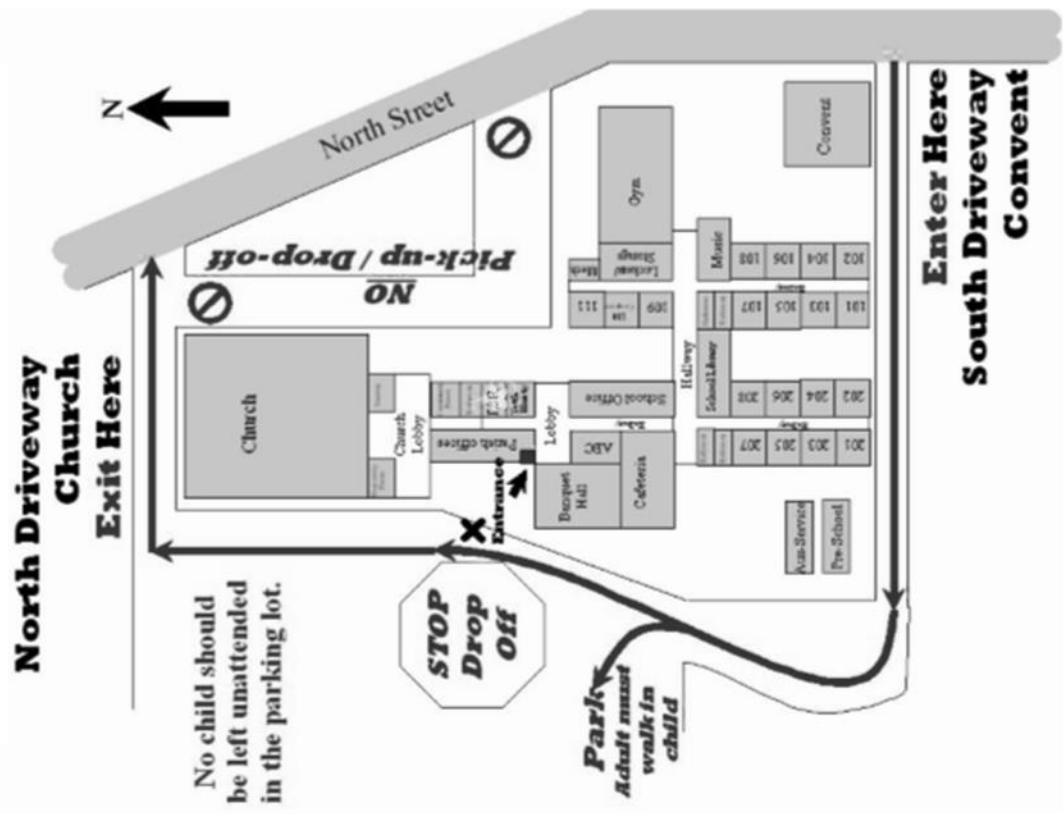 North Driveway
Church
Exit Here
N
North Street
NO
Pick-up / Drop-off
Enter Here
South Driveway
Convent
Convent
Gym
Music
108
106
104
102
Mech
Storage
111
109
107
105
103
101
Hallway
School Library
208
206
204
202
207
205
203
201
School Office
Lobby
ABC
Cafeteria
Banquet
Hall
Church
Church
Lobby
Parish offices
Entrance
X
Pre-School
STOP
Drop
Off
Park
Adult must
walk in
child
No child should
be left unattended
in the parking lot.